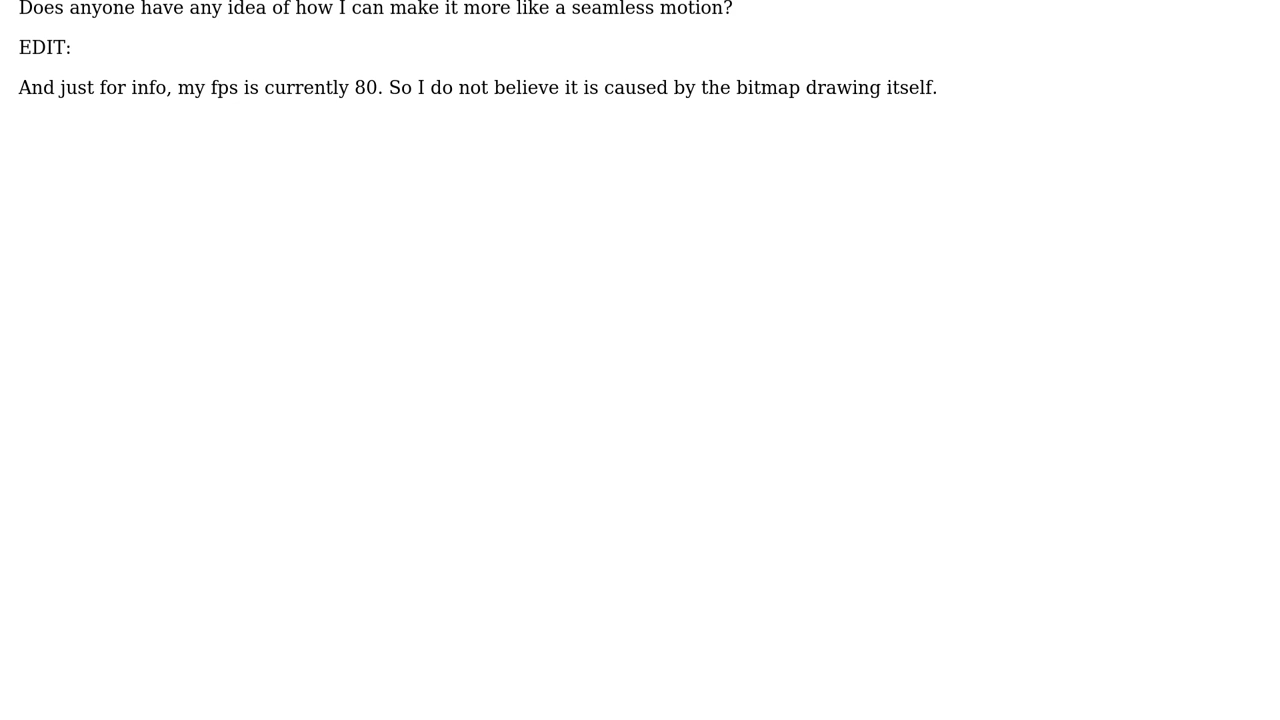 Does anyone have any idea of how I can make it more like a seamless motion?
EDIT:
And just for info, my fps is currently 80. So I do not believe it is caused by the bitmap drawing itself.